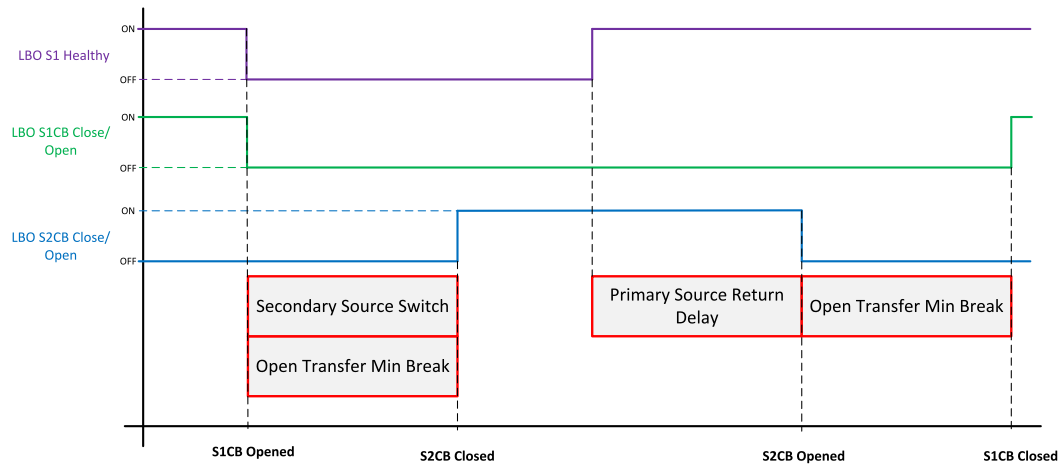 ON
LBO S1 Healthy
OFF
ON
LBO S1CB Close/
Open
OFF
ON
LBO S2CB Close/
Open
OFF
Secondary Source Switch
Primary Source Return
Delay
Open Transfer Min Break
Open Transfer Min Break
S1CB Opened
S2CB Closed
S2CB Opened
S1CB Closed